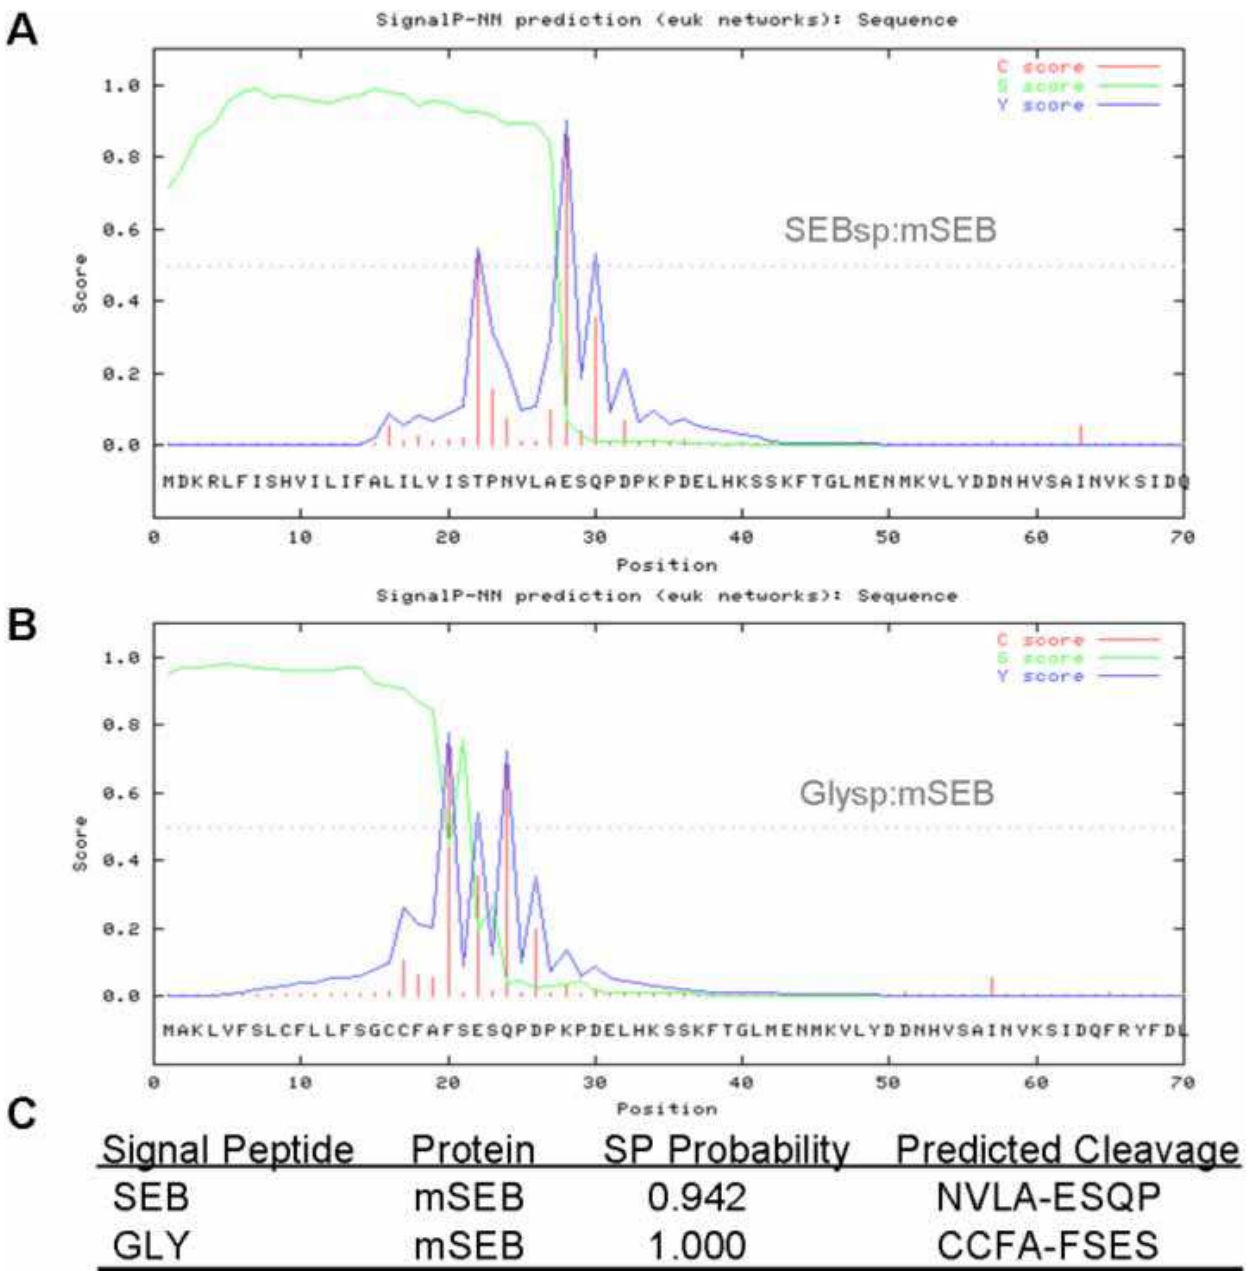 A
SignalP-NN prediction (euk networks): Sequence
C score
S score
Y score
1.0
0.8
0.6
0.4
0.2
0.0
Score
SEBsp:mSEB
MDKRLFISHVILIFALILVISTPNVLAESQPDPKPDELHKSSKFTGLMENMKVLYDDNHVSAINVKSIDQ
0 10 20 30 40 50 60 70
Position
B
SignalP-NN prediction (euk networks): Sequence
C score
S score
Y score
1.0
0.8
0.6
0.4
0.2
0.0
Score
Glysp:mSEB
MAKLVFSLCFLLFSGCCFAFSESQPDPKPDELHKSSKFTGLMENMKVLYDDNHVSAINVKSIDQFRYFDL
0 10 20 30 40 50 60 70
Position
C
Signal Peptide Protein SP Probability Predicted Cleavage
SEB mSEB 0.942 NVLA-ESQP
GLY mSEB 1.000 CCFA-FSES